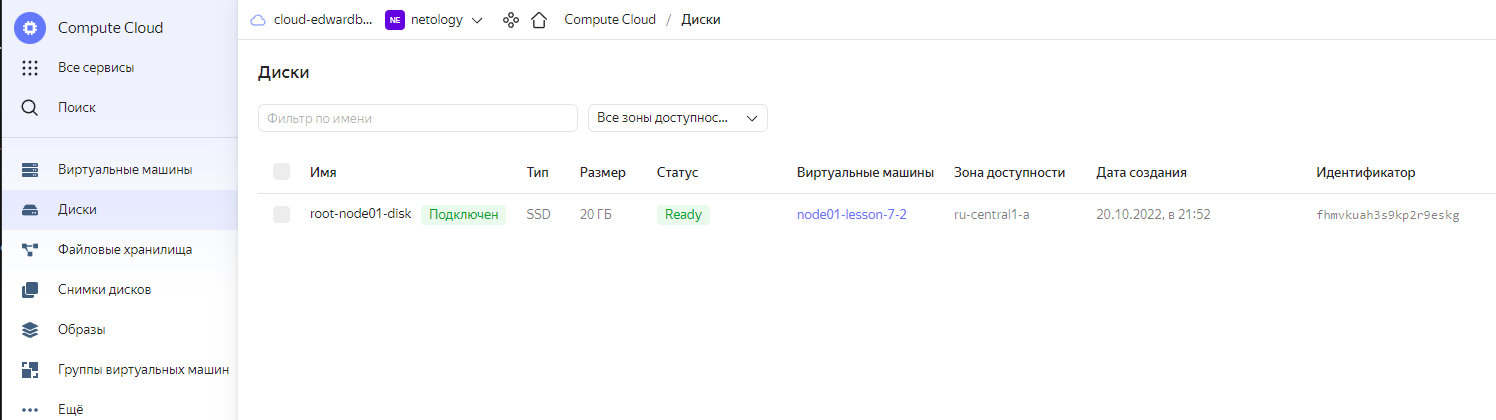 Compute Cloud
Все сервисы
Поиск
Виртуальные машины
Диски
Файловые хранилища
Снимки дисков
Образы
Группы виртуальных машин
Ещё
cloud-edwardb... NE netology Compute Cloud / Диски
Диски
Фильтр по имени Все зоны доступнос...
Имя Тип Размер Статус Виртуальные машины Зона доступности Дата создания Идентификатор
root-node01-disk Подключен SSD 20 ГБ Ready node01-lesson-7-2 ru-central1-a 20.10.2022, в 21:52 fhmvkuah3s9kp2r9eskg